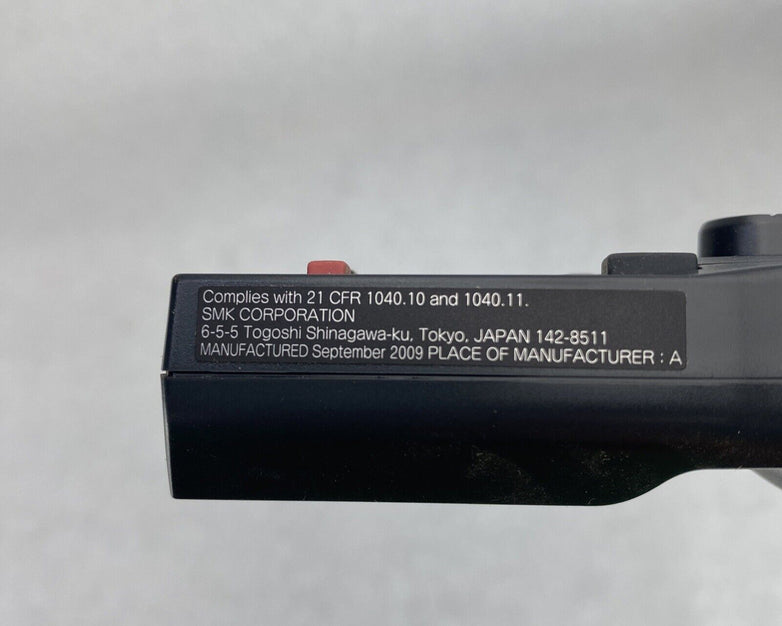 Complies with 21 CFR 1040.10 and 1040.11.
SMK CORPORATION
6-5-5 Togoshi Shinagawa-ku, Tokyo, JAPAN 142-8511
MANUFACTURED September 2009 PLACE OF MANUFACTURER : A